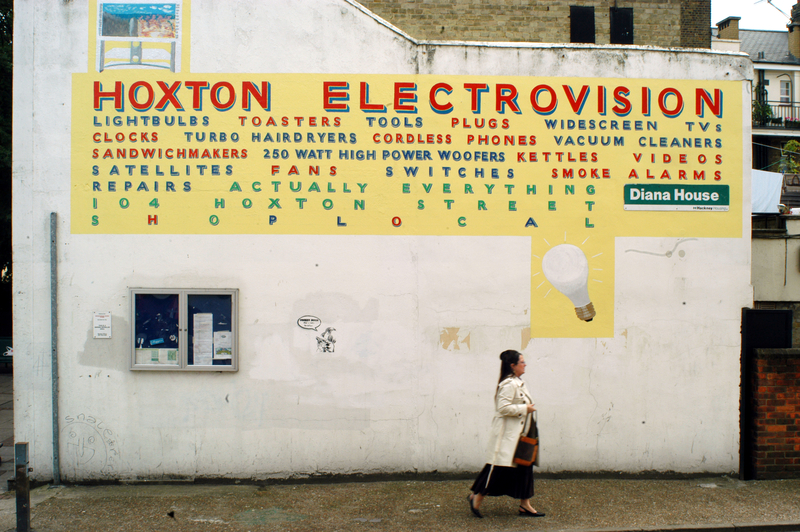 HOXTON ELECTROVISION
LIGHTBULBS TOASTERS TOOLS PLUGS WIDESCREEN TVs
CLOCKS TURBO HAIRDRYERS CORDLESS PHONES VACUUM CLEANERS
SANDWICHMAKERS 250 WATT HIGH POWER WOOFERS KETTLES VIDEOS
SATELLITES FANS SWITCHES SMOKE ALARMS
REPAIRS ACTUALLY EVERYTHING
104 HOXTON STREET
SHOP LOCAL
Diana House